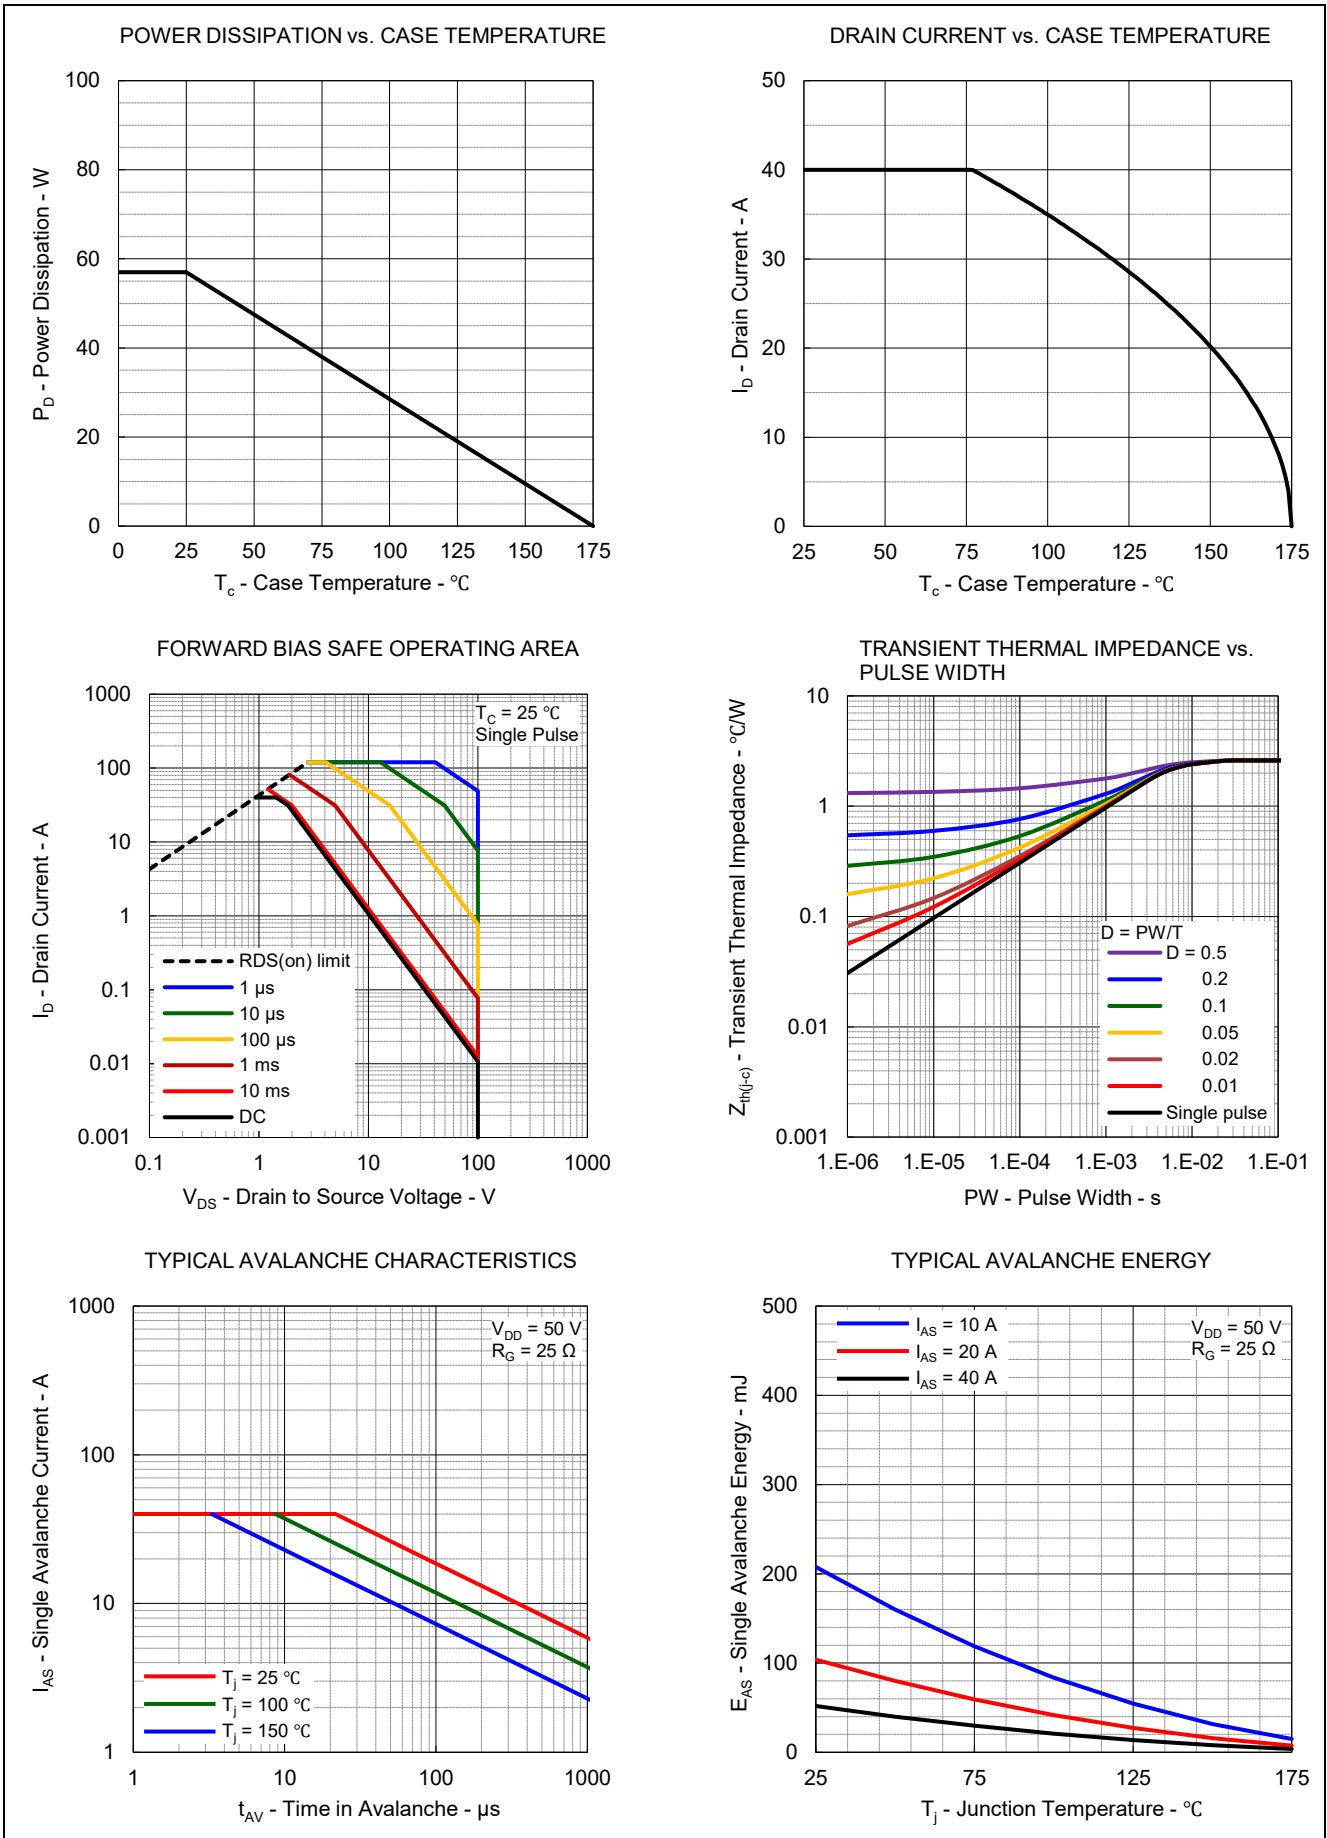 POWER DISSIPATION vs. CASE TEMPERATURE
P_D - Power Dissipation - W
100
80
60
40
20
0
0 25 50 75 100 125 150 175
T_c - Case Temperature - ℃
DRAIN CURRENT vs. CASE TEMPERATURE
I_D - Drain Current - A
50
40
30
20
10
0
25 50 75 100 125 150 175
T_c - Case Temperature - ℃
FORWARD BIAS SAFE OPERATING AREA
I_D - Drain Current - A
1000
100
10
1
0.1
0.01
0.001
T_C = 25 ℃
Single Pulse
RDS(on) limit
1 µs
10 µs
100 µs
1 ms
10 ms
DC
0.1 1 10 100 1000
V_DS - Drain to Source Voltage - V
TRANSIENT THERMAL IMPEDANCE vs.
PULSE WIDTH
Z_th(j-c) - Transient Thermal Impedance - ℃/W
10
1
0.1
0.01
0.001
D = PW/T
D = 0.5
0.2
0.1
0.05
0.02
0.01
Single pulse
1.E-06 1.E-05 1.E-04 1.E-03 1.E-02 1.E-01
PW - Pulse Width - s
TYPICAL AVALANCHE CHARACTERISTICS
I_AS - Single Avalanche Current - A
1000
100
10
1
V_DD = 50 V
R_G = 25 Ω
T_j = 25 ℃
T_j = 100 ℃
T_j = 150 ℃
1 10 100 1000
t_AV - Time in Avalanche - µs
TYPICAL AVALANCHE ENERGY
E_AS - Single Avalanche Energy - mJ
500
400
300
200
100
0
I_AS = 10 A
I_AS = 20 A
I_AS = 40 A
V_DD = 50 V
R_G = 25 Ω
25 75 125 175
T_j - Junction Temperature - ℃